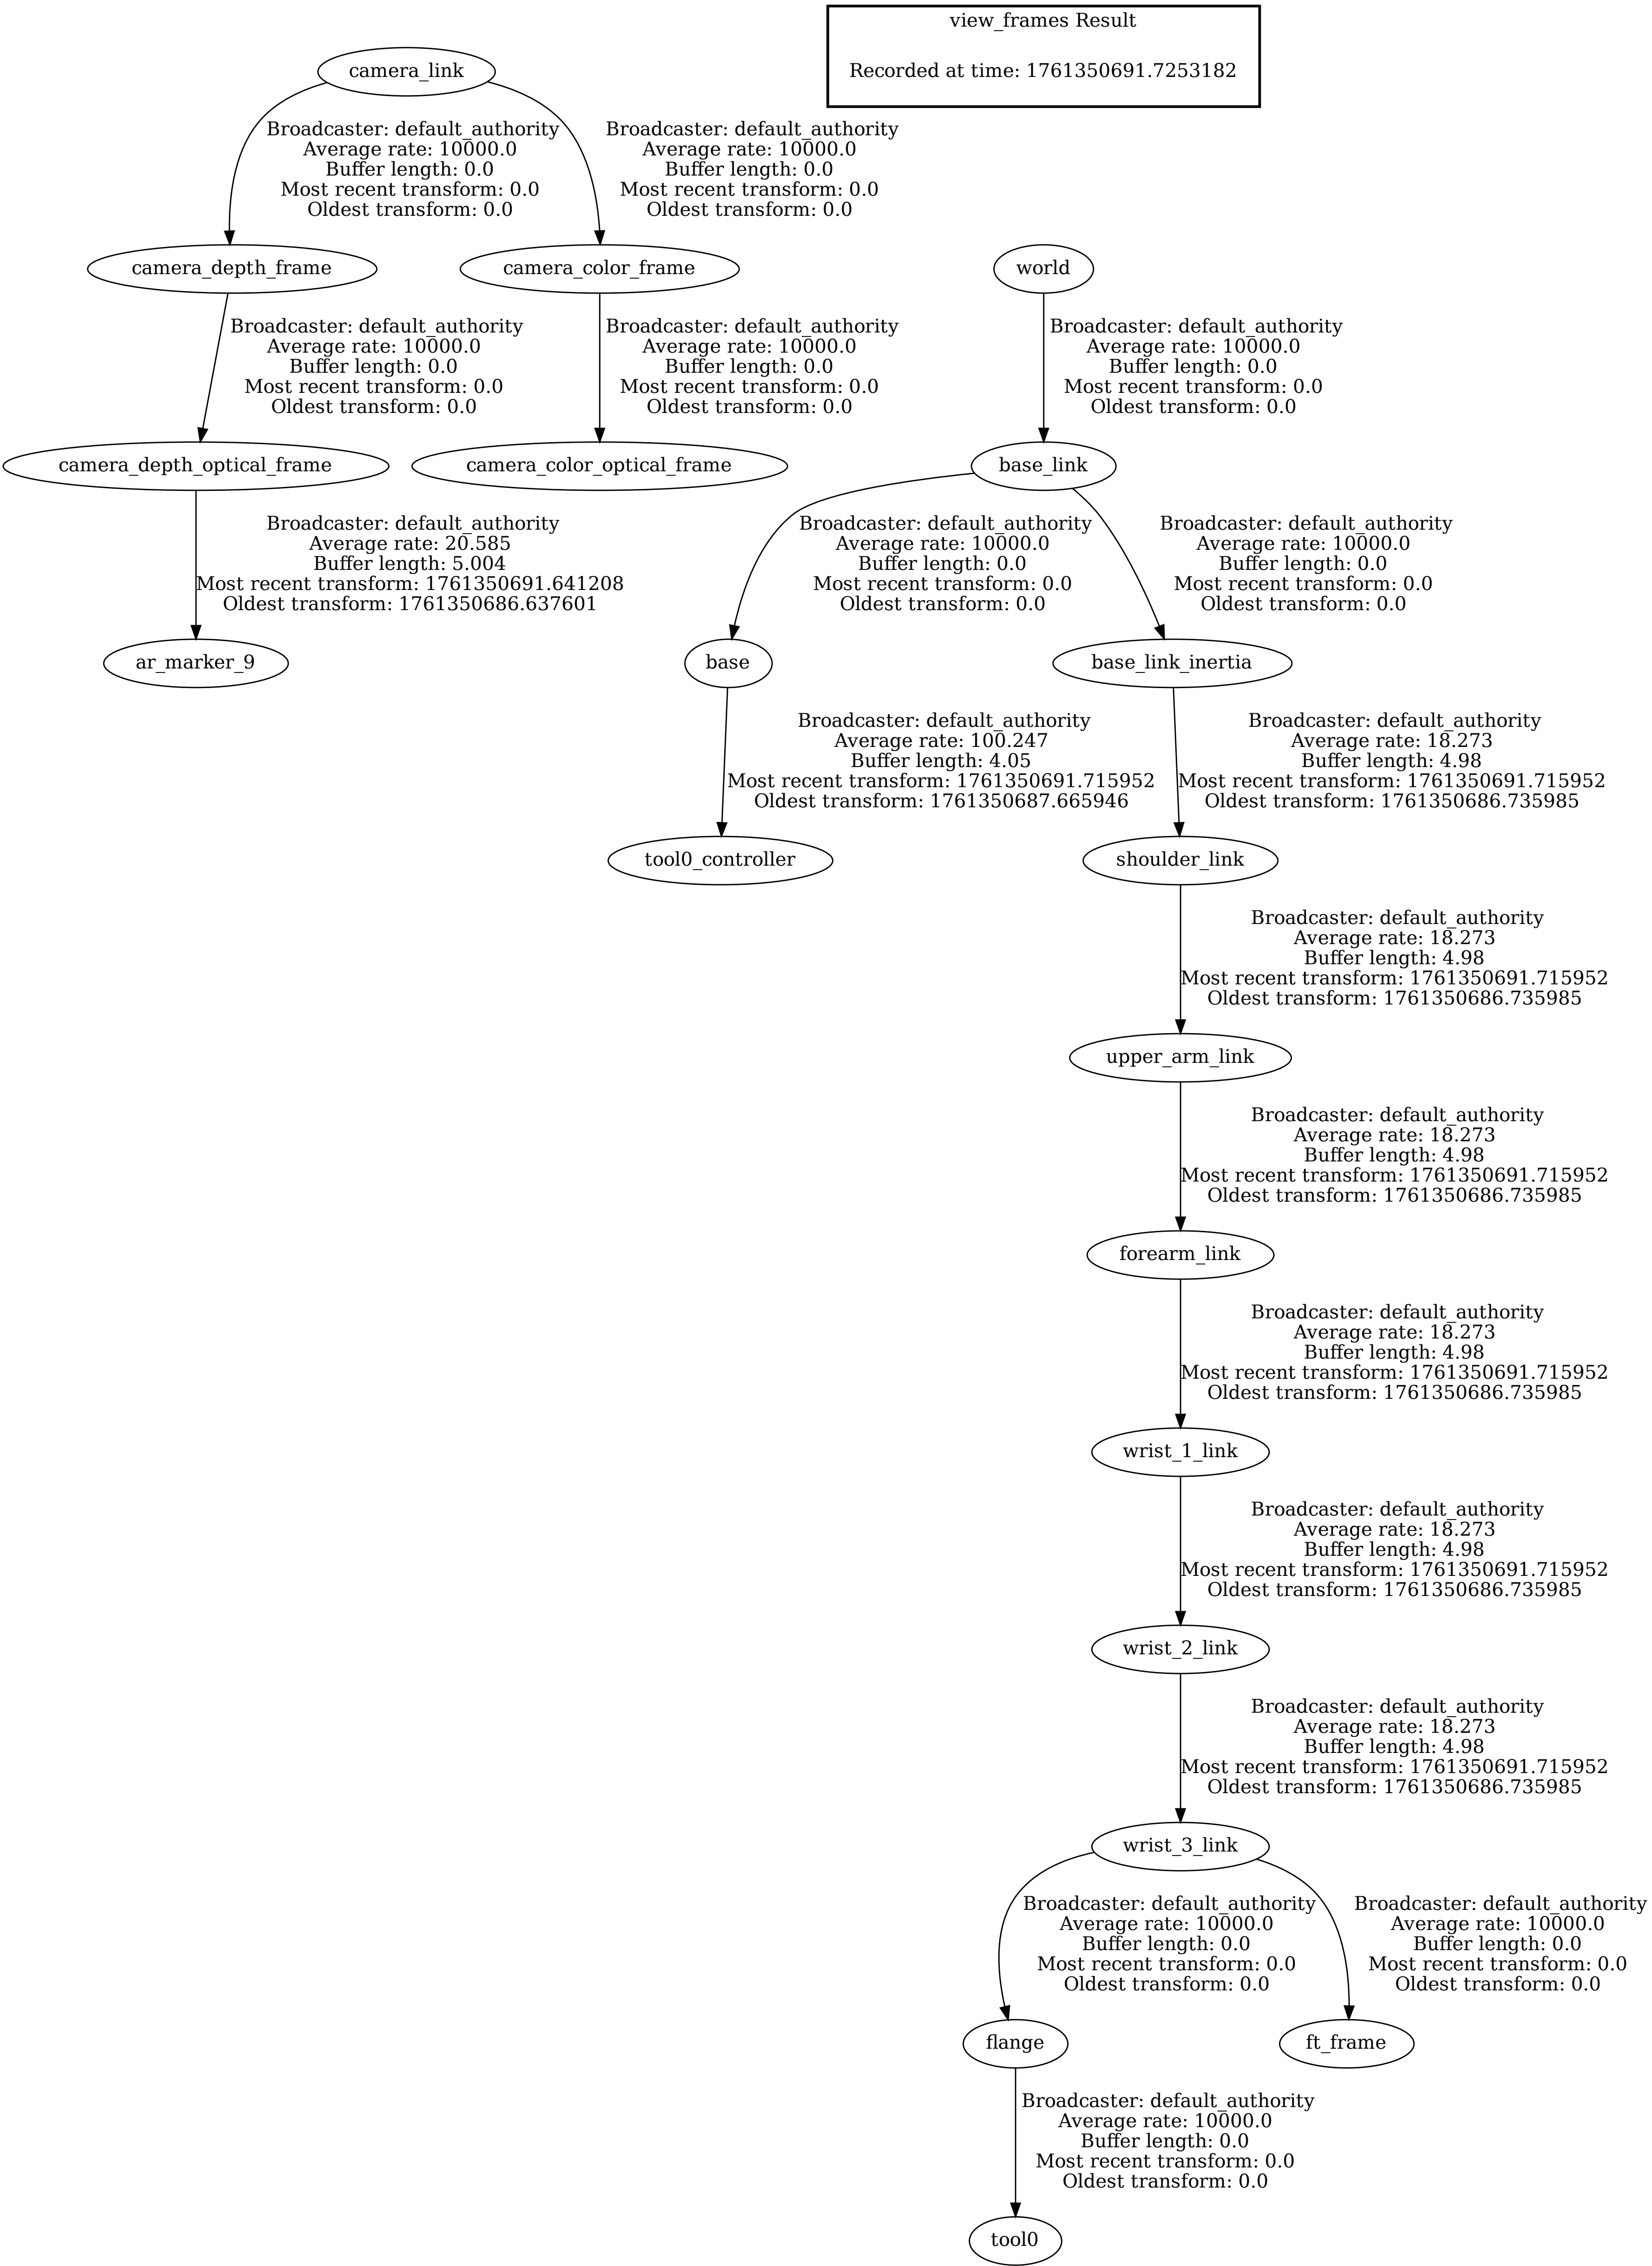 view_frames Result
Recorded at time: 1761350691.7253182
camera_link
Broadcaster: default_authority
Average rate: 10000.0
Buffer length: 0.0
Most recent transform: 0.0
Oldest transform: 0.0
Broadcaster: default_authority
Average rate: 10000.0
Buffer length: 0.0
Most recent transform: 0.0
Oldest transform: 0.0
camera_depth_frame
camera_color_frame
world
Broadcaster: default_authority
Average rate: 10000.0
Buffer length: 0.0
Most recent transform: 0.0
Oldest transform: 0.0
Broadcaster: default_authority
Average rate: 10000.0
Buffer length: 0.0
Most recent transform: 0.0
Oldest transform: 0.0
Broadcaster: default_authority
Average rate: 10000.0
Buffer length: 0.0
Most recent transform: 0.0
Oldest transform: 0.0
camera_depth_optical_frame
camera_color_optical_frame
base_link
Broadcaster: default_authority
Average rate: 20.585
Buffer length: 5.004
Most recent transform: 1761350691.641208
Oldest transform: 1761350686.637601
Broadcaster: default_authority
Average rate: 10000.0
Buffer length: 0.0
Most recent transform: 0.0
Oldest transform: 0.0
Broadcaster: default_authority
Average rate: 10000.0
Buffer length: 0.0
Most recent transform: 0.0
Oldest transform: 0.0
ar_marker_9
base
base_link_inertia
Broadcaster: default_authority
Average rate: 100.247
Buffer length: 4.05
Most recent transform: 1761350691.715952
Oldest transform: 1761350687.665946
Broadcaster: default_authority
Average rate: 18.273
Buffer length: 4.98
Most recent transform: 1761350691.715952
Oldest transform: 1761350686.735985
tool0_controller
shoulder_link
Broadcaster: default_authority
Average rate: 18.273
Buffer length: 4.98
Most recent transform: 1761350691.715952
Oldest transform: 1761350686.735985
upper_arm_link
Broadcaster: default_authority
Average rate: 18.273
Buffer length: 4.98
Most recent transform: 1761350691.715952
Oldest transform: 1761350686.735985
forearm_link
Broadcaster: default_authority
Average rate: 18.273
Buffer length: 4.98
Most recent transform: 1761350691.715952
Oldest transform: 1761350686.735985
wrist_1_link
Broadcaster: default_authority
Average rate: 18.273
Buffer length: 4.98
Most recent transform: 1761350691.715952
Oldest transform: 1761350686.735985
wrist_2_link
Broadcaster: default_authority
Average rate: 18.273
Buffer length: 4.98
Most recent transform: 1761350691.715952
Oldest transform: 1761350686.735985
wrist_3_link
Broadcaster: default_authority
Average rate: 10000.0
Buffer length: 0.0
Most recent transform: 0.0
Oldest transform: 0.0
Broadcaster: default_authority
Average rate: 10000.0
Buffer length: 0.0
Most recent transform: 0.0
Oldest transform: 0.0
flange
ft_frame
Broadcaster: default_authority
Average rate: 10000.0
Buffer length: 0.0
Most recent transform: 0.0
Oldest transform: 0.0
tool0